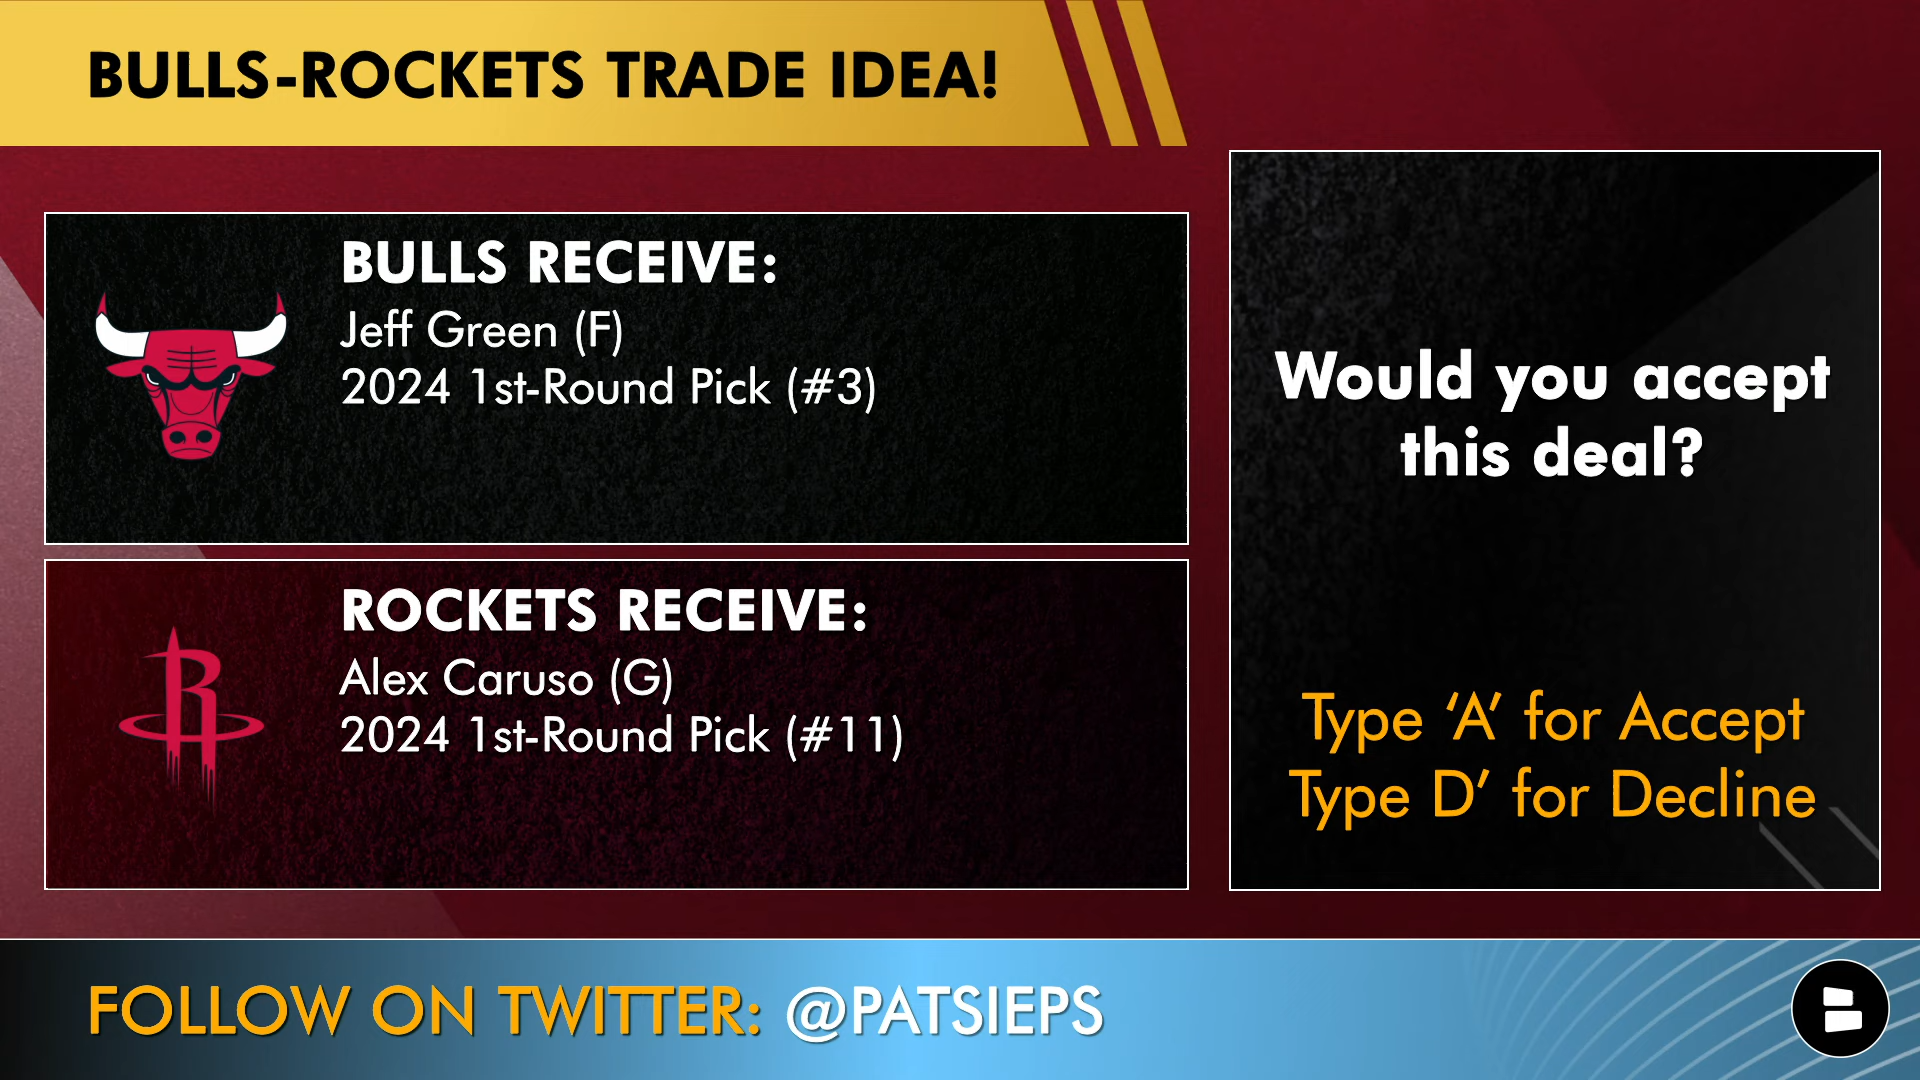 BULLS-ROCKETS TRADE IDEA!
BULLS RECEIVE:
Jeff Green (F)
2024 1st-Round Pick (#3)
ROCKETS RECEIVE:
Alex Caruso (G)
2024 1st-Round Pick (#11)
Would you accept
this deal?
Type ‘A’ for Accept
Type D’ for Decline
FOLLOW ON TWITTER: @PATSIEPS